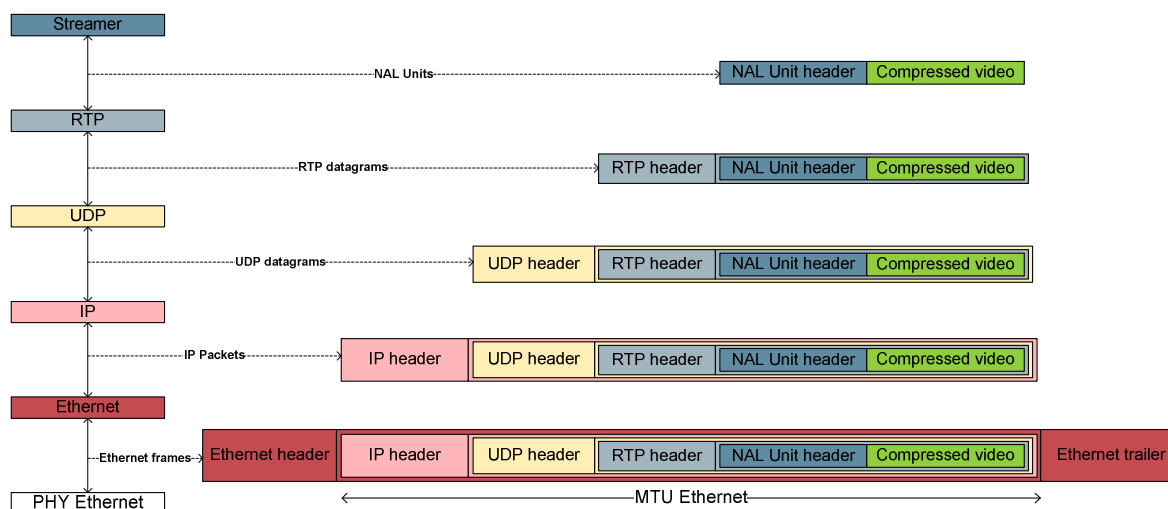 Streamer
NAL Units
NAL Unit header Compressed video
RTP
RTP datagrams
RTP header NAL Unit header Compressed video
UDP
UDP datagrams
UDP header RTP header NAL Unit header Compressed video
IP
IP Packets
IP header UDP header RTP header NAL Unit header Compressed video
Ethernet
Ethernet frames
Ethernet header IP header UDP header RTP header NAL Unit header Compressed video Ethernet trailer
PHY Ethernet
MTU Ethernet